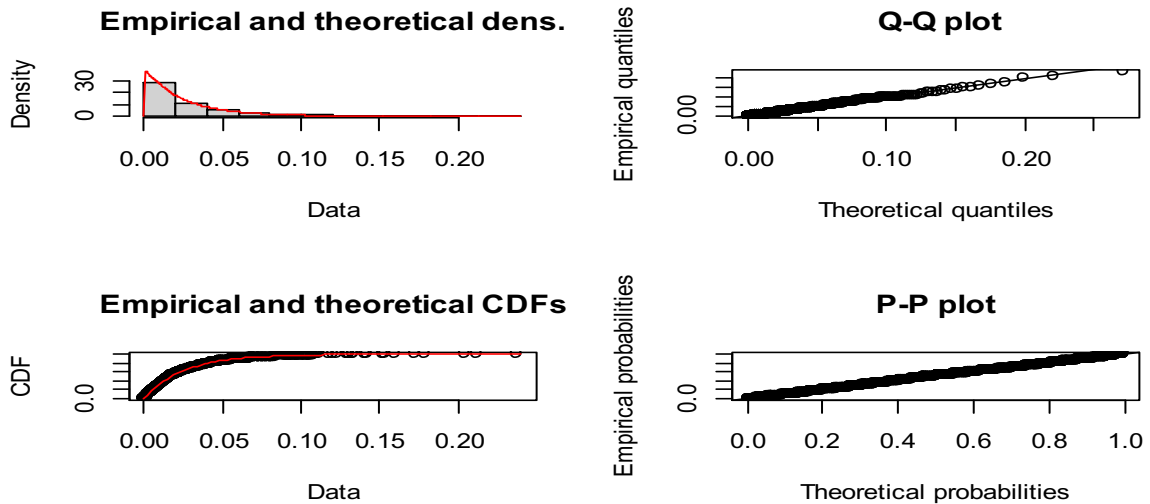 Empirical and theoretical dens.
Density
30
0
0.00 0.05 0.10 0.15 0.20
Data
Q-Q plot
Empirical quantiles
0.00
0.00 0.10 0.20
Theoretical quantiles
Empirical and theoretical CDFs
CDF
0.0
0.00 0.05 0.10 0.15 0.20
Data
P-P plot
Empirical probabilities
0.0
0.0 0.2 0.4 0.6 0.8 1.0
Theoretical probabilities